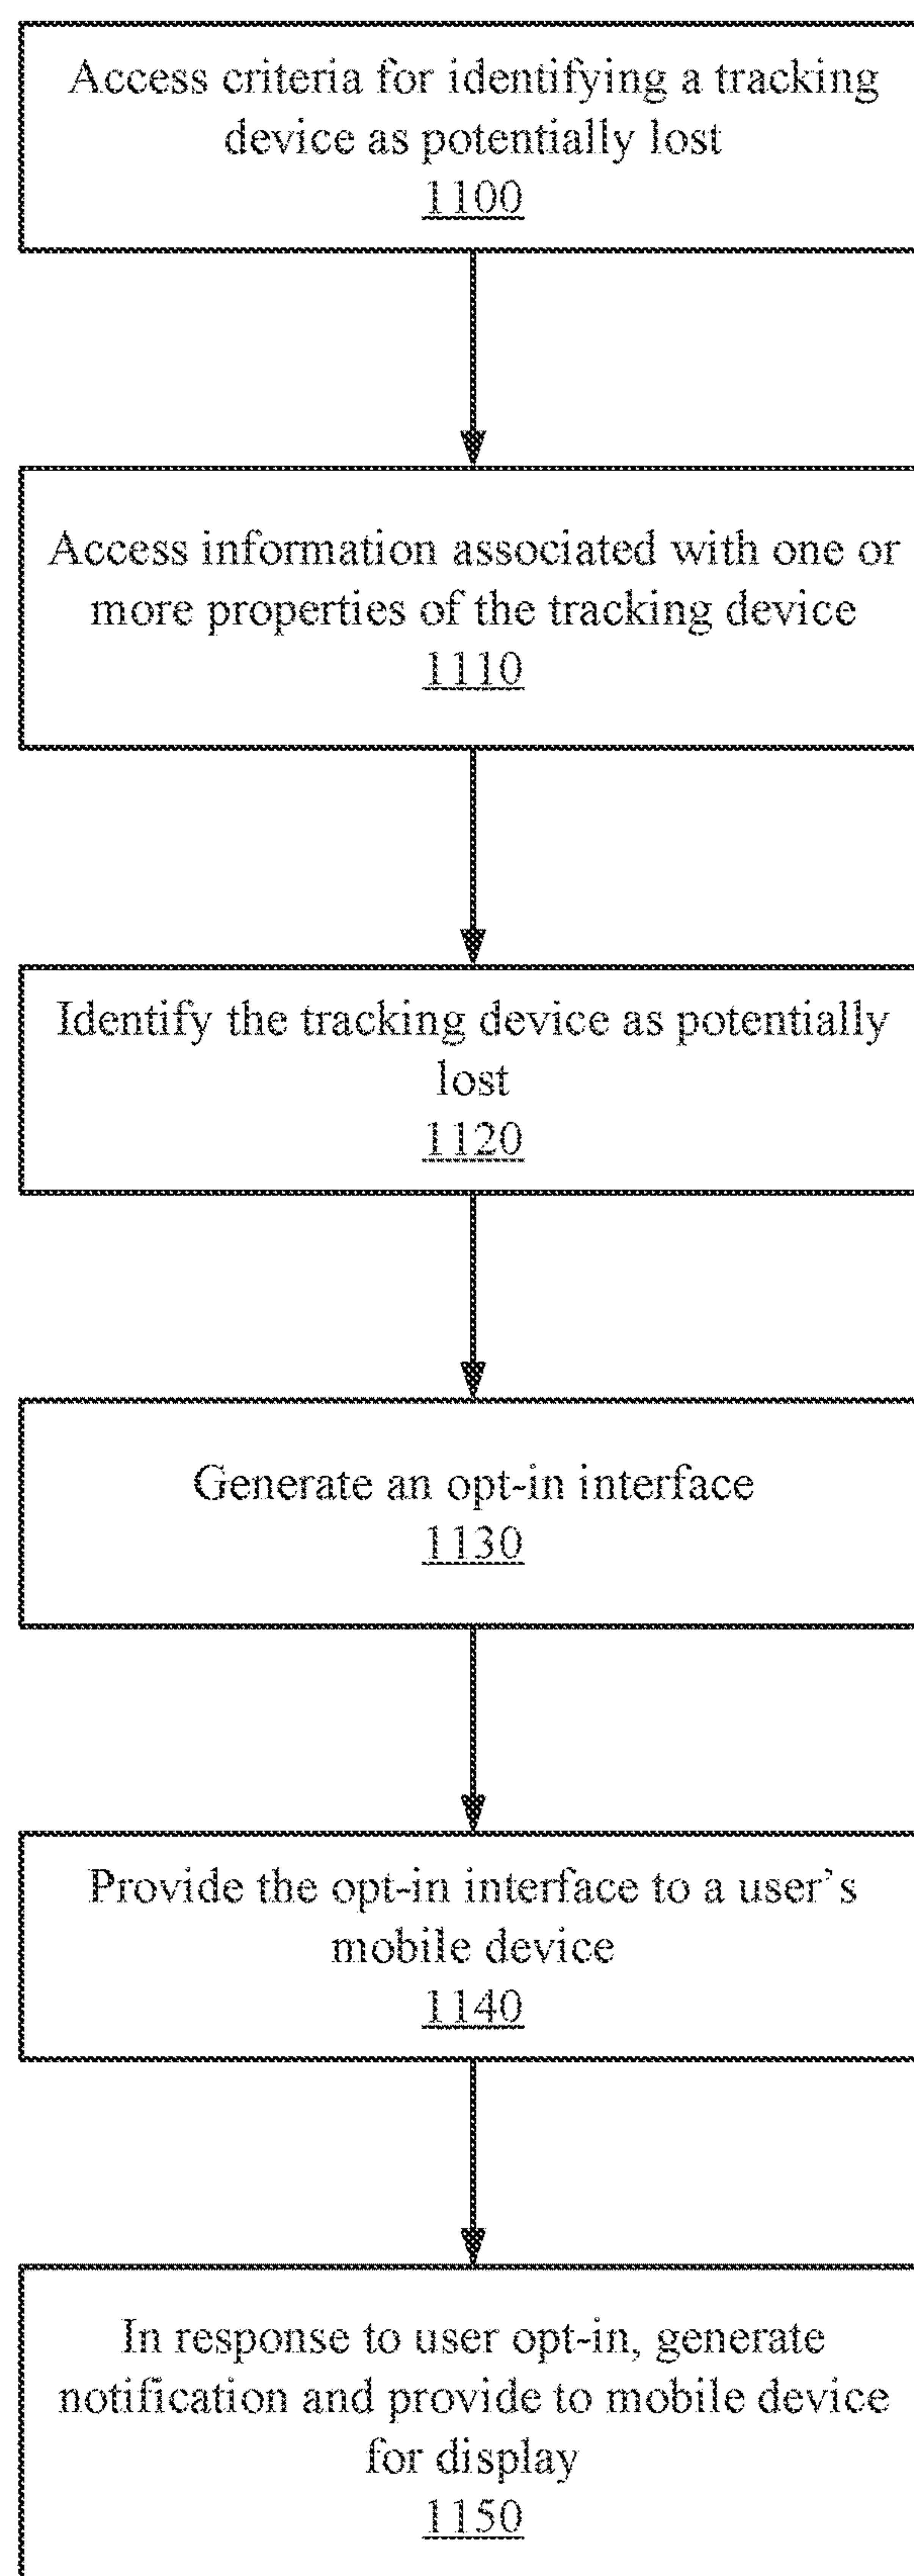 Access criteria for identifying a tracking
device as potentially lost
1100
Access information associated with one or
more properties of the tracking device
1110
Identify the tracking device as potentially
lost
1120
Generate an opt-in interface
1130
Provide the opt-in interface to a user's
mobile device
1140
In response to user opt-in, generate
notification and provide to mobile device
for display
1150